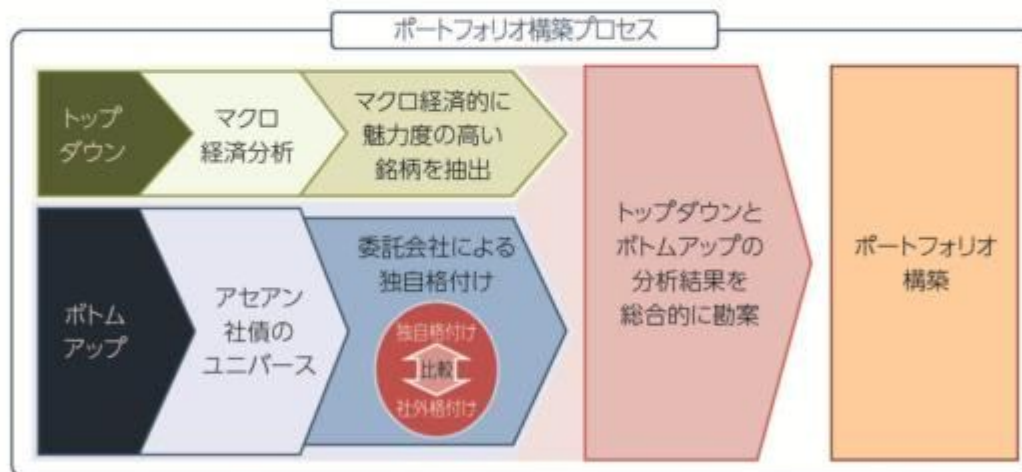 ポートフォリオ構築プロセス
トップ
ダウン
マクロ
経済分析
マクロ経済的に
魅力度の高い
銘柄を抽出
ボトム
アップ
アセアン
社債の
ユニバース
委託会社による
独自格付け
独自格付け
比較
社外格付け
トップダウンと
ボトムアップの
分析結果を
総合的に勘案
ポートフォリオ
構築